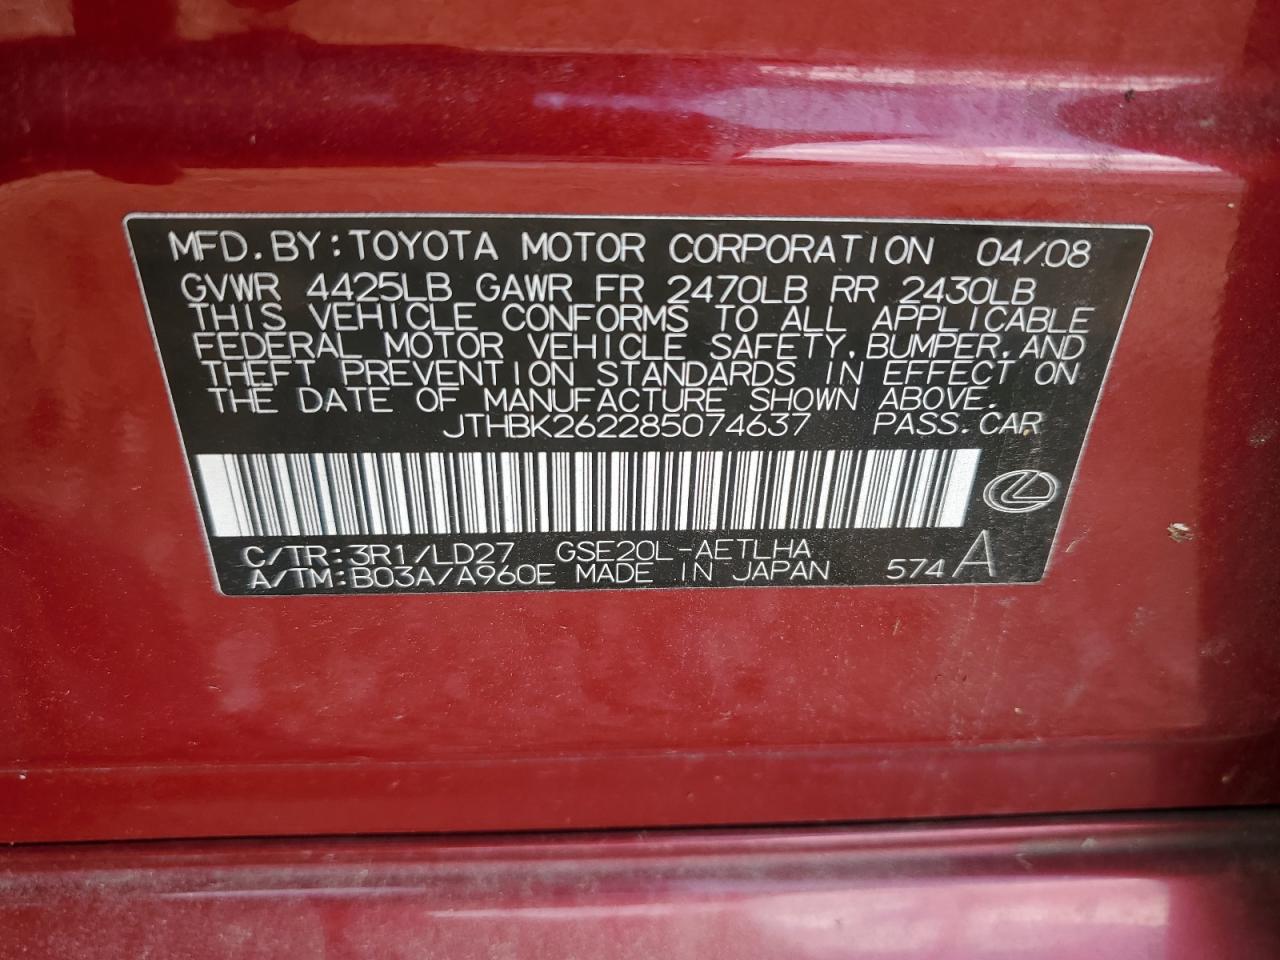 MFD. BY: TOYOTA MOTOR CORPORATION 04/08
GVWR 4425LB GAWR FR 2470LB RR 2430LB
THIS VEHICLE CONFORMS TO ALL APPLICABLE
FEDERAL MOTOR VEHICLE SAFETY, BUMPER, AND
THEFT PREVENTION STANDARDS IN EFFECT ON
THE DATE OF MANUFACTURE SHOWN ABOVE.
JTHBK262285074637 PASS. CAR
C/TR: 3R1/LD27 GSE20L-AETLHA
A/TM: B03A/A960E MADE IN JAPAN 574 A